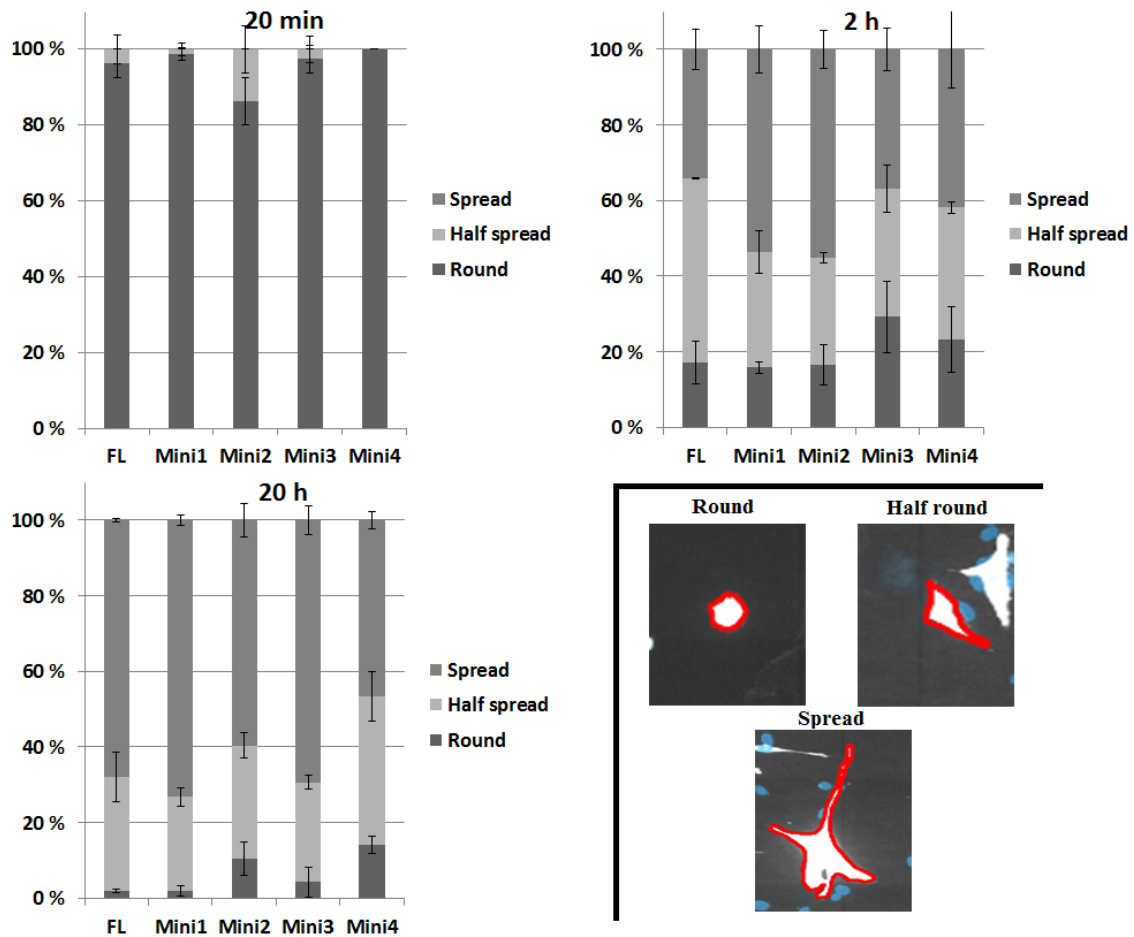 20 min
100 %
80 %
60 %
40 %
20 %
0 %
FL Mini1 Mini2 Mini3 Mini4
Spread
Half spread
Round
2 h
100 %
80 %
60 %
40 %
20 %
0 %
FL Mini1 Mini2 Mini3 Mini4
Spread
Half spread
Round
20 h
100 %
80 %
60 %
40 %
20 %
0 %
FL Mini1 Mini2 Mini3 Mini4
Spread
Half spread
Round
Round
Half round
Spread